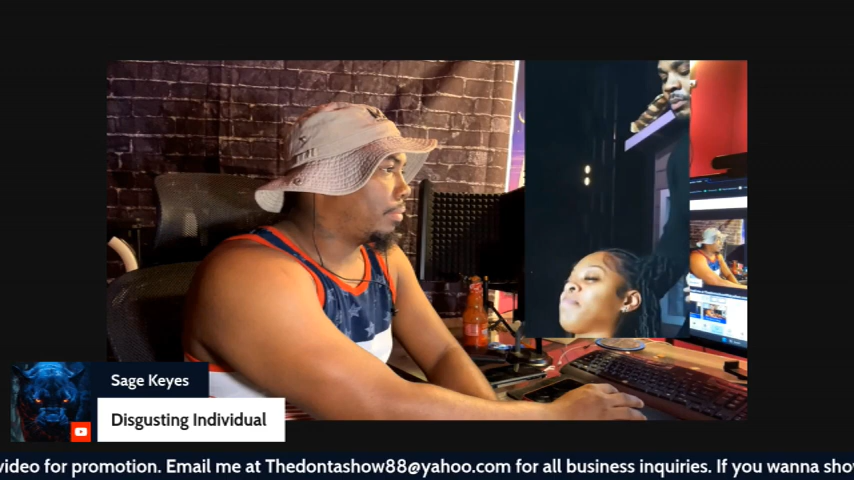 Sage Keyes
Disgusting Individual
video for promotion. Email me at Thedontashow88@yahoo.com for all business inquiries. If you wanna sho